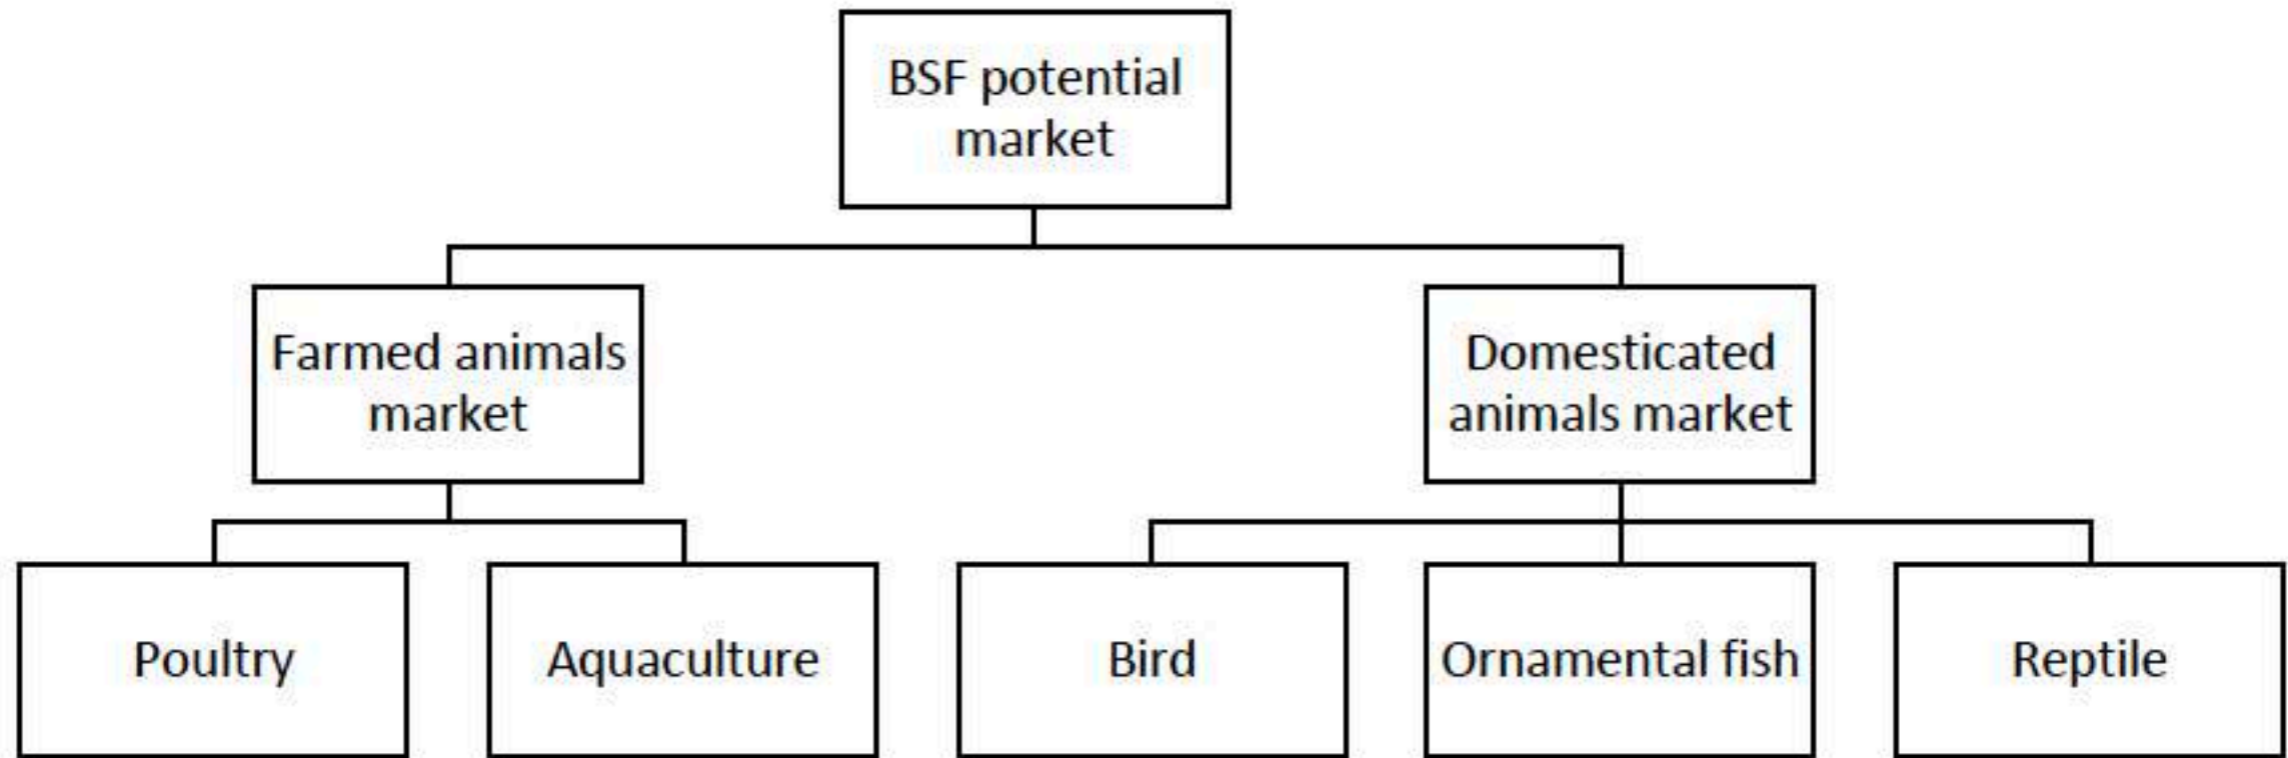 BSF potential
market
Farmed animals
market
Domesticated
animals market
Poultry
Aquaculture
Bird
Ornamental fish
Reptile